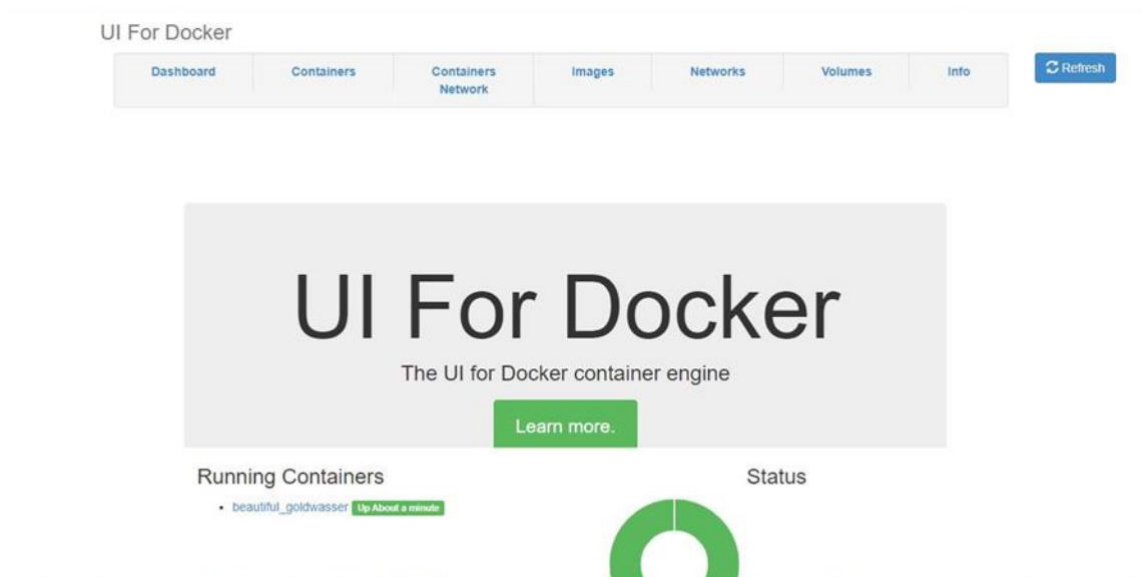 UI For Docker
Dashboard
Containers
Containers
Network
Images
Networks
Volumes
Info
Refresh
UI For Docker
The UI for Docker container engine
Learn more.
Running Containers
beautiful_goldwasser Up About a minute
Status